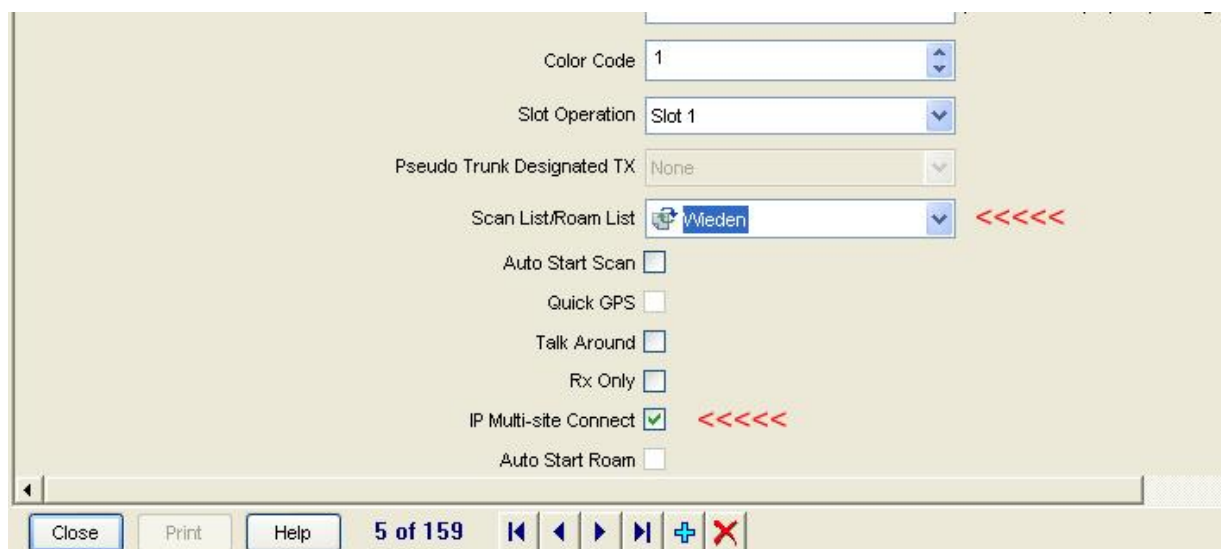 Color Code 1
Slot Operation Slot 1
Pseudo Trunk Designated TX None
Scan List/Roam List Wieden <<<<<
Auto Start Scan
Quick GPS
Talk Around
Rx Only
IP Multi-site Connect <<<<<
Auto Start Roam
Close Print Help 5 of 159